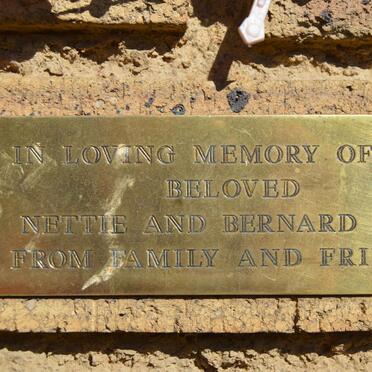 IN LOVING MEMORY OF
BELOVED
NETTIE AND BERNARD
FROM FAMILY AND FRI